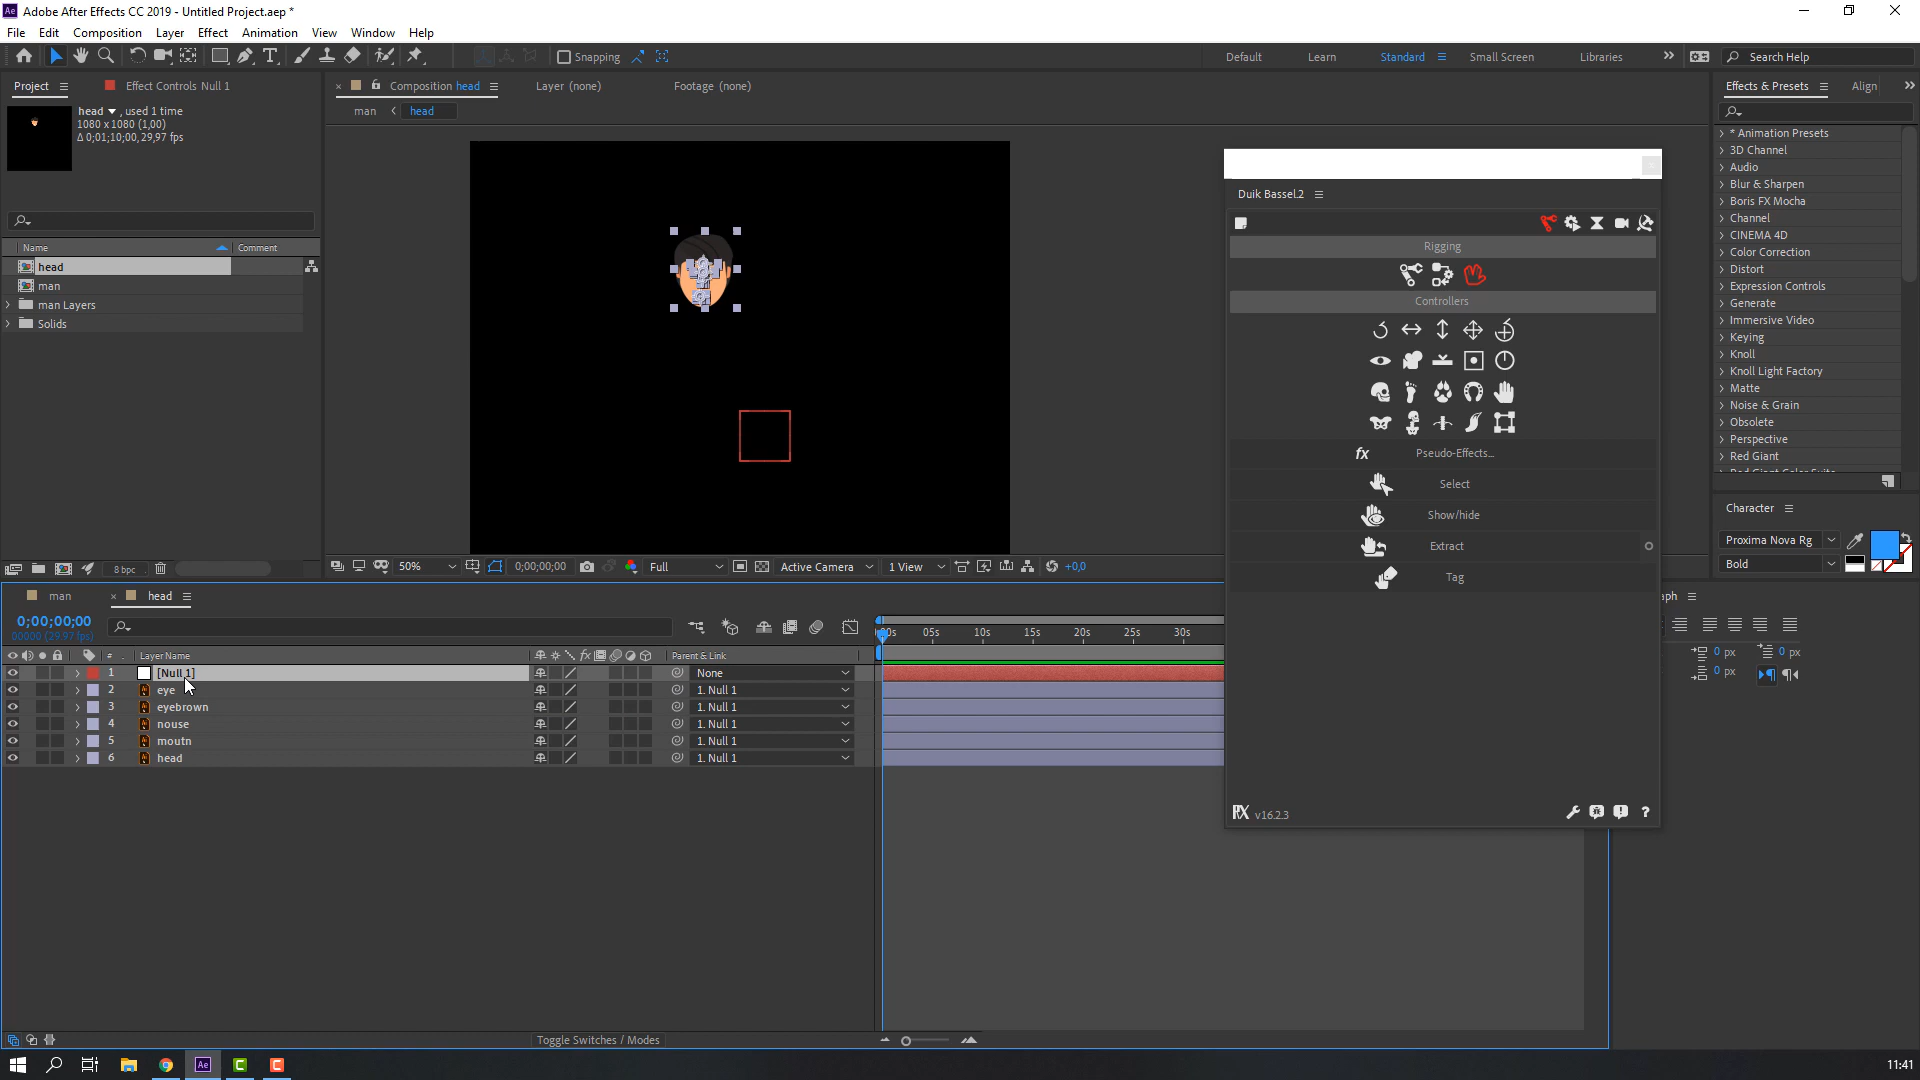 Adobe After Effects CC 2019 - Untitled Project.aep *
File Edit Composition Layer Effect Animation View Window Help
Snapping Default Learn Standard Small Screen Libraries Search Help
Project Effect Controls Null 1
head , used 1 time
1080 x 1080 (1,00)
Δ 0;01;10;00, 29,97 fps
Name Comment
head
man
man Layers
Solids
8 bpc
Composition head Layer (none) Footage (none)
man head
50% 0;00;00;00 Full Active Camera 1 View +0,0
Duik Bassel.2
Rigging
Controllers
fx Pseudo-Effects...
Select
Show/hide
Extract
Tag
v16.2.3
Effects & Presets Align
* Animation Presets
3D Channel
Audio
Blur & Sharpen
Boris FX Mocha
Channel
CINEMA 4D
Color Correction
Distort
Expression Controls
Generate
Immersive Video
Keying
Knoll
Knoll Light Factory
Matte
Noise & Grain
Obsolete
Perspective
Red Giant
Character
Proxima Nova Rg
Bold
0 px 0 px
0 px
man head
0;00;00;00
00000 (29.97 fps)
05s 10s 15s 20s 25s 30s
# Layer Name Parent & Link
1 [Null 1] None
2 eye 1. Null 1
3 eyebrown 1. Null 1
4 nouse 1. Null 1
5 moutn 1. Null 1
6 head 1. Null 1
Toggle Switches / Modes
11:41